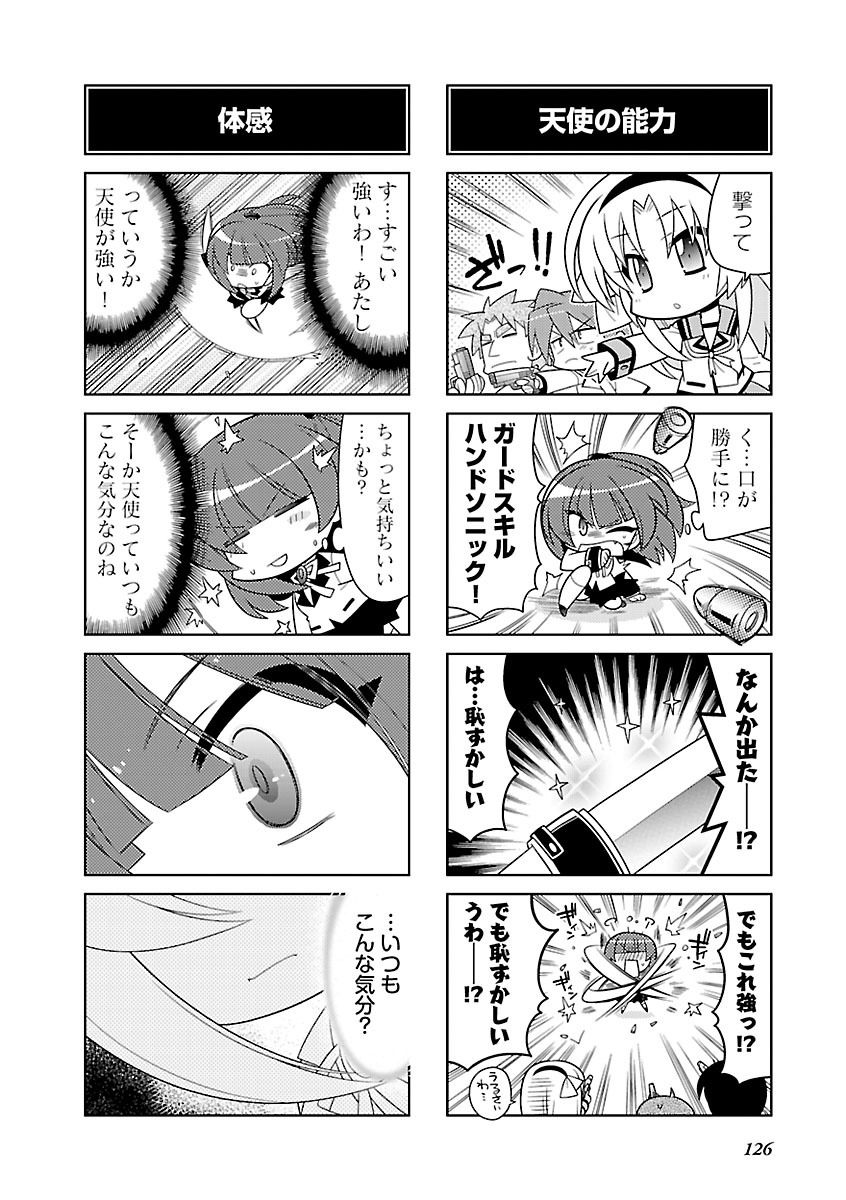 天使の能力
撃って
ざっ!!
く…口が
勝手に!?
ガードスキル
ハンドソニック!
なんか出た――!?
は…恥ずかしい
でもこれ強っ!?
ギン
ギン
でも恥ずかしい
うわ――!?
うるさい
わ…
体感
す…すごい
強いわ!あたし
っていうか
天使が強い!
ちょっと気持ちいい
…かも?
そーか天使っていつも
こんな気分なのね
…いつも
こんな気分?
126